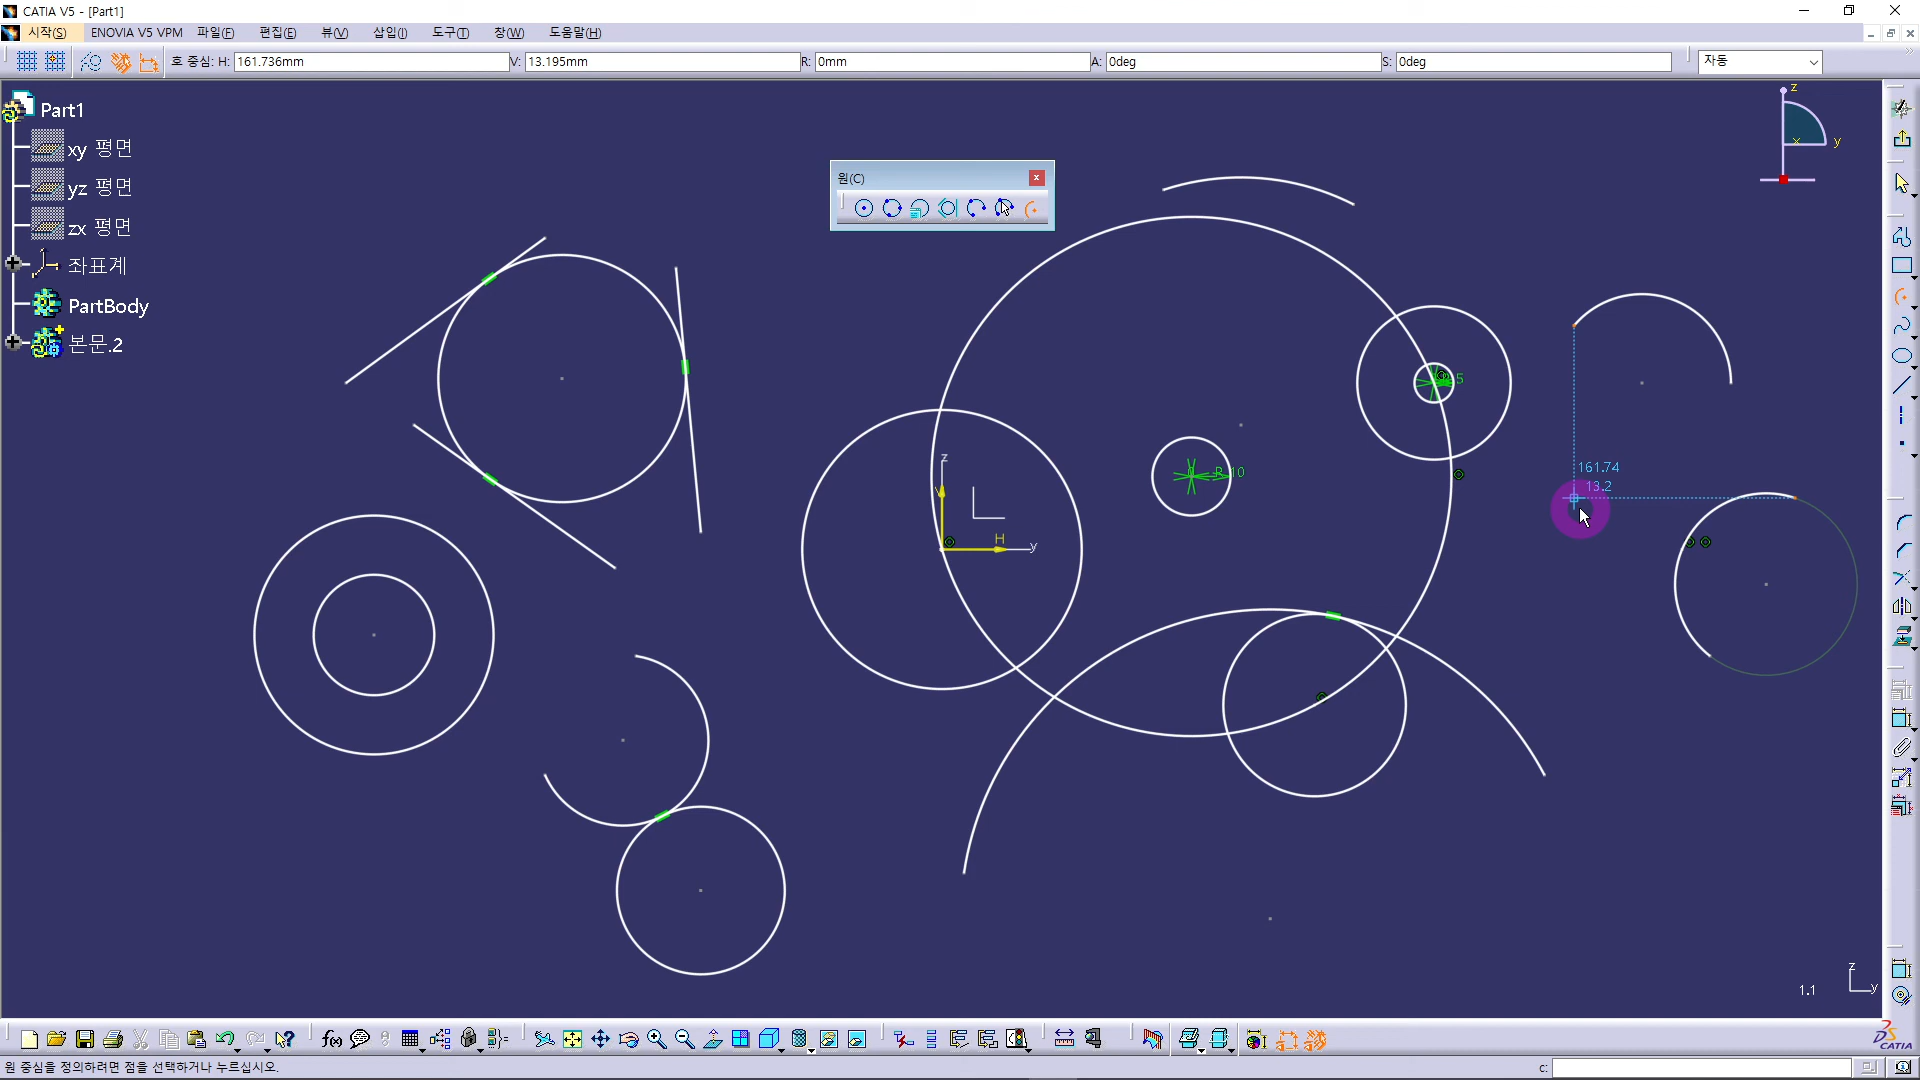 CATIA V5 - [Part1]
시작(S) ENOVIA V5 VPM 파일(F) 편집(E) 뷰(V) 삽입(I) 도구(T) 창(W) 도움말(H)
호 중심: H: 161.736mm V: 13.195mm R: 0mm A: 0deg S: 0deg 자동
Part1
xy 평면
yz 평면
zx 평면
좌표계
PartBody
본문.2
원(C)
z
x
y
5
161.74
13.2
R 10
z
V
H
y
z
y
1.1
f(x)
CATIA
원 중심을 정의하려면 점을 선택하거나 누르십시오.
c: